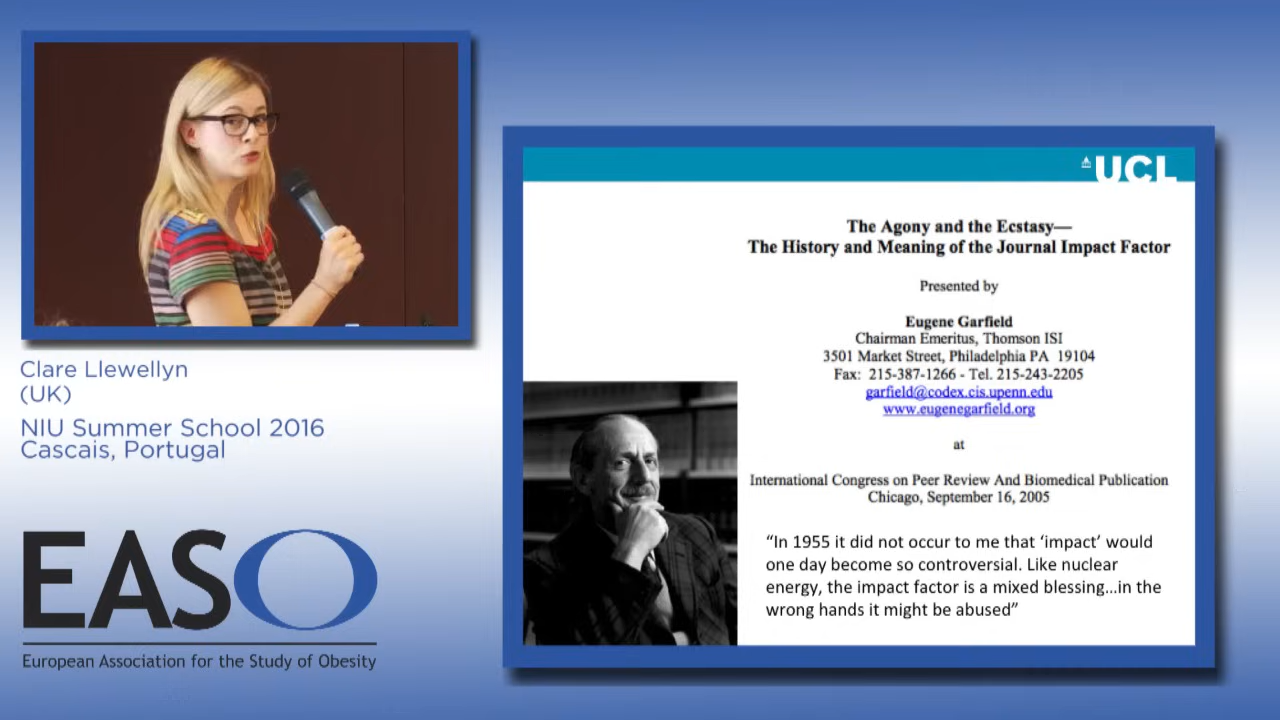 Clare Llewellyn
(UK)
NIU Summer School 2016
Cascais, Portugal
EASO
European Association for the Study of Obesity
UCL
The Agony and the Ecstasy—
The History and Meaning of the Journal Impact Factor
Presented by
Eugene Garfield
Chairman Emeritus, Thomson ISI
3501 Market Street, Philadelphia PA 19104
Fax: 215-387-1266 - Tel. 215-243-2205
garfield@codex.cis.upenn.edu
www.eugenegarfield.org
at
International Congress on Peer Review And Biomedical Publication
Chicago, September 16, 2005
“In 1955 it did not occur to me that ‘impact’ would
one day become so controversial. Like nuclear
energy, the impact factor is a mixed blessing…in the
wrong hands it might be abused”